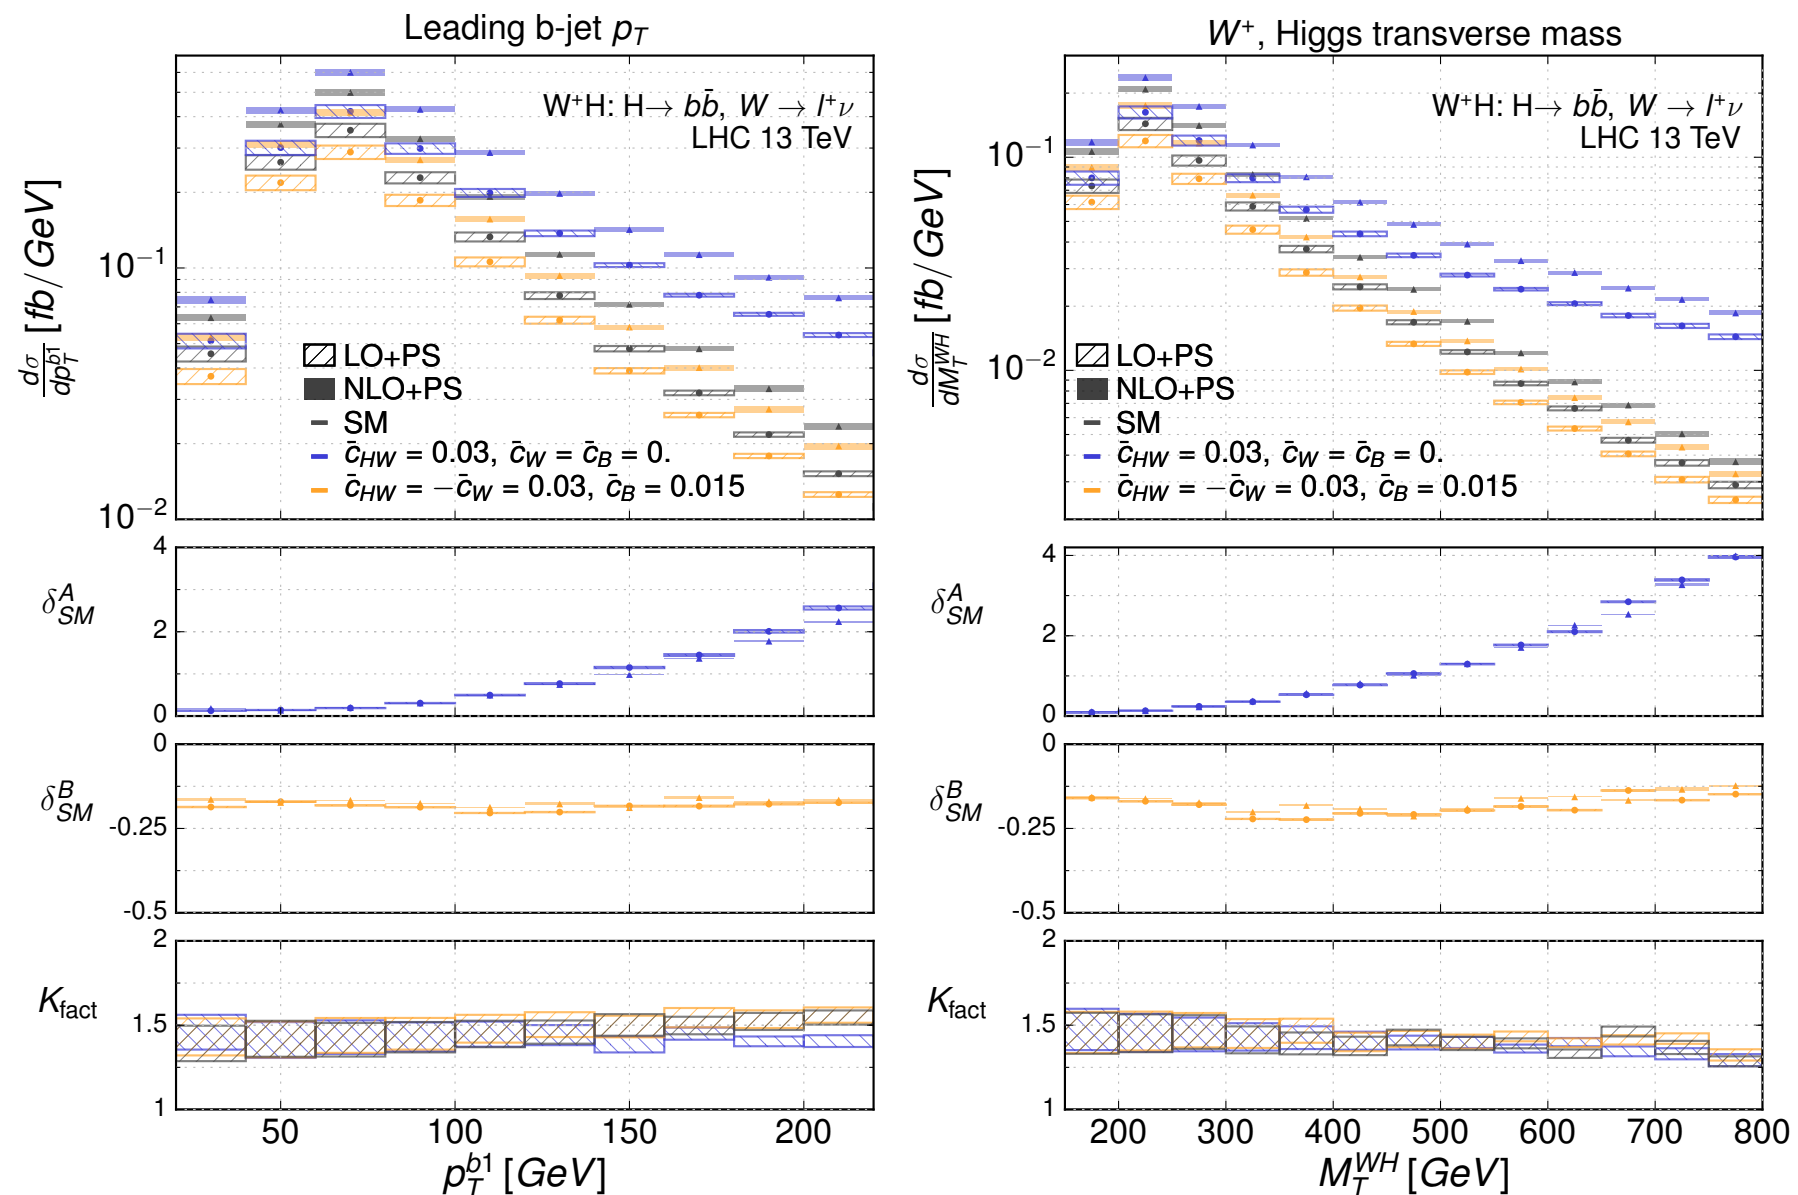 Leading b-jet p_T
W⁺H: H→ bb̄, W → l⁺ν
LHC 13 TeV
dσ/dp_T^{b1} [fb/GeV]
10⁻¹
10⁻²
LO+PS
NLO+PS
SM
c̄_HW = 0.03, c̄_W = c̄_B = 0.
c̄_HW = −c̄_W = 0.03, c̄_B = 0.015
δ^A_SM
4
2
0
δ^B_SM
0
-0.25
-0.5
K_fact
2
1.5
1
50 100 150 200
p_T^{b1} [GeV]
W⁺, Higgs transverse mass
W⁺H: H→ bb̄, W → l⁺ν
LHC 13 TeV
dσ/dM_T^{WH} [fb/GeV]
10⁻¹
10⁻²
LO+PS
NLO+PS
SM
c̄_HW = 0.03, c̄_W = c̄_B = 0.
c̄_HW = −c̄_W = 0.03, c̄_B = 0.015
δ^A_SM
4
2
0
δ^B_SM
0
-0.25
-0.5
K_fact
2
1.5
1
200 300 400 500 600 700 800
M_T^{WH} [GeV]